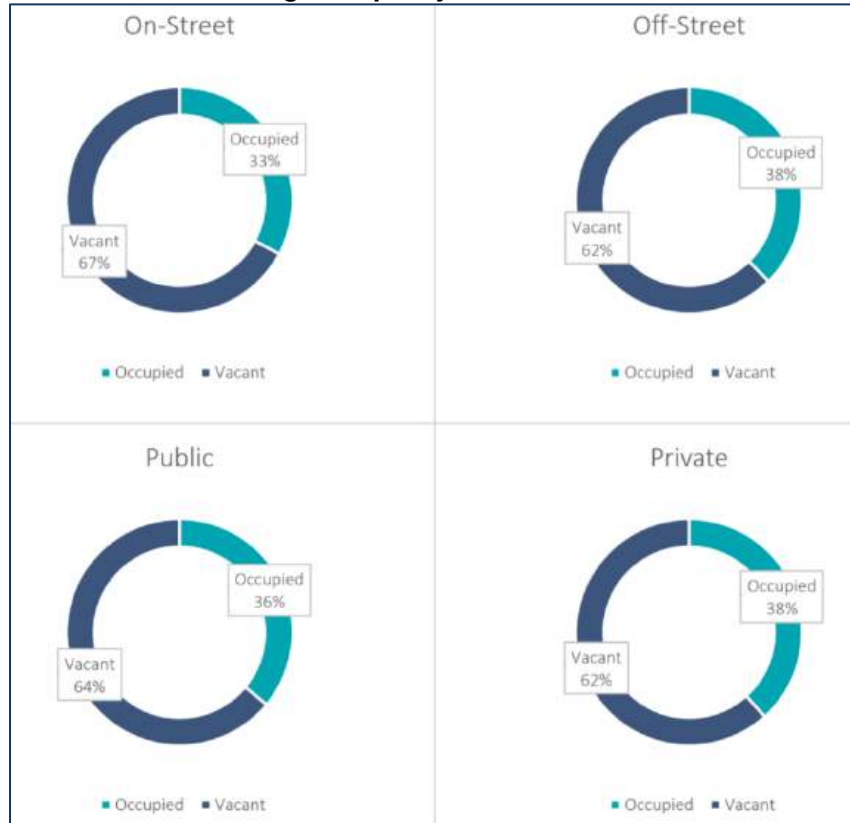 On-Street
Occupied
33%
Vacant
67%
Occupied Vacant
Off-Street
Occupied
38%
Vacant
62%
Occupied Vacant
Public
Occupied
36%
Vacant
64%
Occupied Vacant
Private
Occupied
38%
Vacant
62%
Occupied Vacant